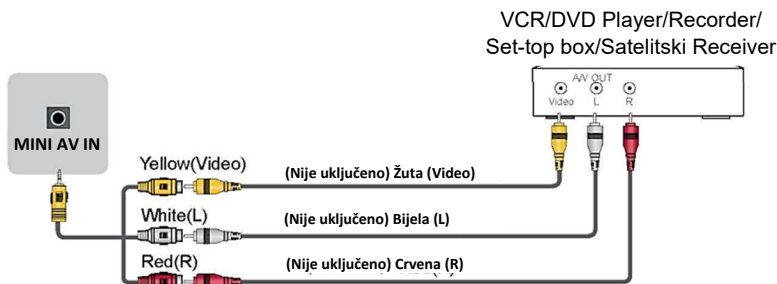 VCR/DVD Player/Recorder/
Set-top box/Satelitski Receiver
A/V OUT
Video L R
MINI AV IN
Yellow(Video)
(Nije uključeno) Žuta (Video)
White(L)
(Nije uključeno) Bijela (L)
Red(R)
(Nije uključeno) Crvena (R)